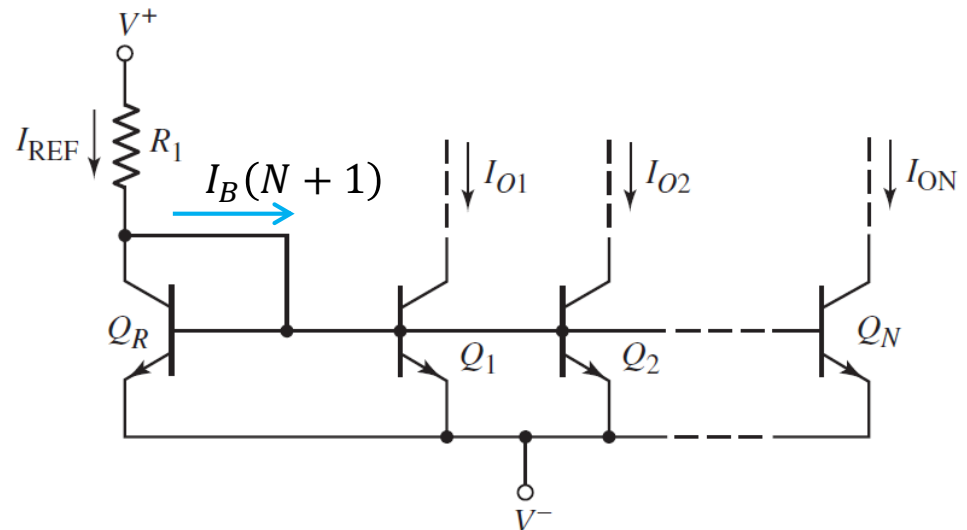 V⁺
I_REF
R₁
I_B(N + 1)
I_O1
I_O2
I_ON
Q_R
Q₁
Q₂
Q_N
V⁻